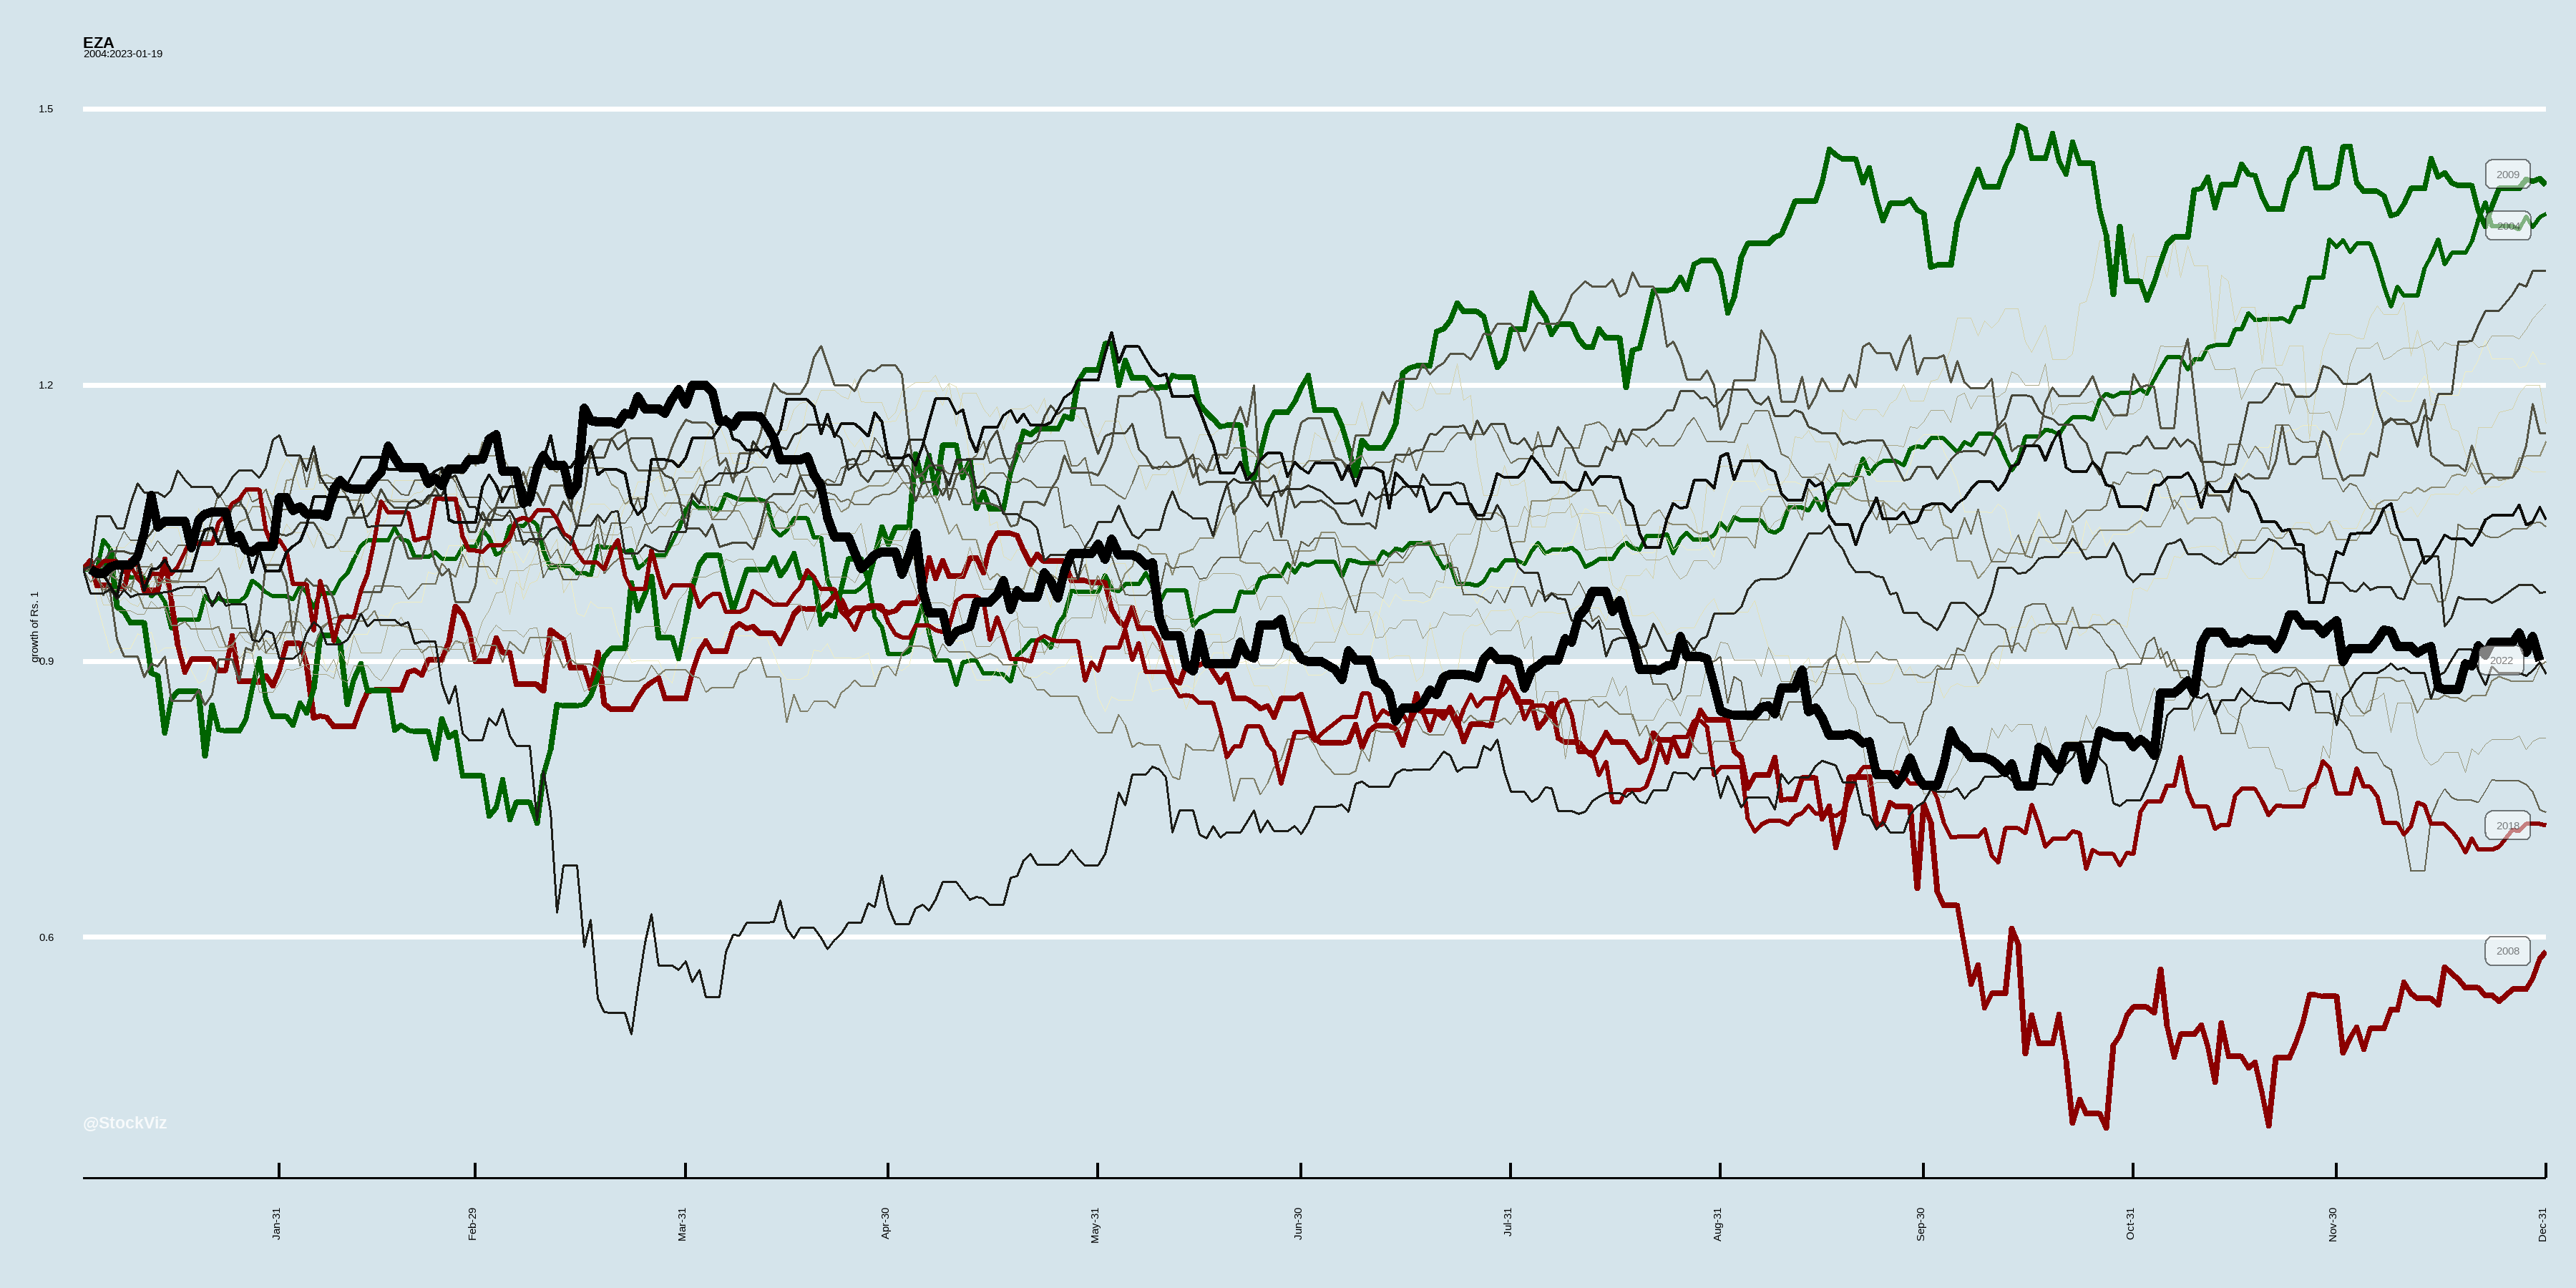 EZA
2004:2023-01-19
1.5
1.2
0.9
0.6
growth of Rs. 1
2009
2004
2022
2018
2008
@StockViz
Jan-31
Feb-29
Mar-31
Apr-30
May-31
Jun-30
Jul-31
Aug-31
Sep-30
Oct-31
Nov-30
Dec-31